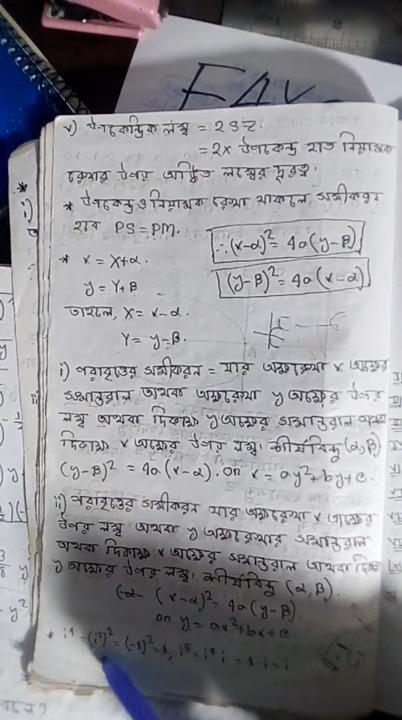 FAV
v) উপকেন্দ্রিক লম্ব = 2SZ.
= 2x উপকেন্দ্র হতে নিয়ামক
রেখার উপর অঙ্কিত লম্বের দূরত্ব.
* উপকেন্দ্র ও নিয়ামক রেখা থাকলে, সমীকরণ
হবে PS = PM.
∴(x-α)² = 4a(y-β)
* x = X+α.
y = Y+β
(y-β)² = 4a(x-α)
তাহলে, X = x-α.
Y = y-β.
i) পরাবৃত্তের সমীকরণ = যার অক্ষরেখা x অক্ষের
সমান্তরাল অথবা অক্ষরেখা y অক্ষের উপর
লম্ব অথবা দিকাক্ষ y অক্ষের সমান্তরাল অথবা
দিকাক্ষ x অক্ষের উপর লম্ব. শীর্ষবিন্দু (α,β)
(y-β)² = 4a(x-α). or x = ay²+by+c.
ii) পরাবৃত্তের সমীকরণ যার অক্ষরেখা x অক্ষের
উপর লম্ব অথবা y অক্ষরেখার সমান্তরাল
অথবা দিকাক্ষ x অক্ষের সমান্তরাল অথবা
y অক্ষের উপর লম্ব. শীর্ষবিন্দু (α,β).
(x-α)² = 4a(y-β)
or y = ax²+bx+c